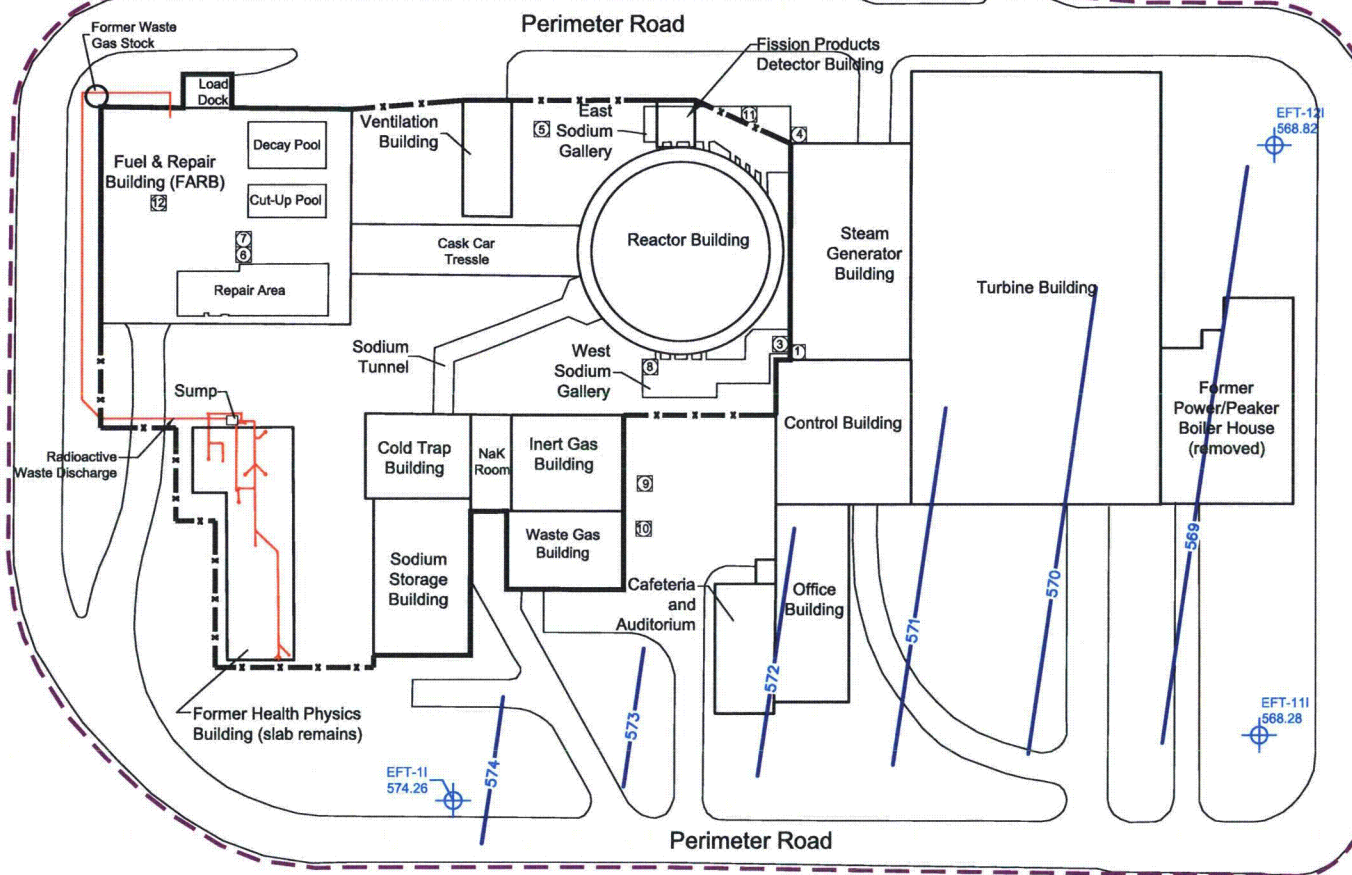 Perimeter Road
Former Waste
Gas Stock
Fission Products
Detector Building
Load
Dock
Ventilation
Building
East
Sodium
Gallery
5
11
4
EFT-12I
568.82
Decay Pool
Fuel & Repair
Building (FARB)
12
Cut-Up Pool
7
6
Cask Car
Tressle
Reactor Building
Steam
Generator
Building
Turbine Building
Repair Area
Sodium
Tunnel
West
Sodium
Gallery
8
3
1
Sump
Former
Power/Peaker
Boiler House
(removed)
Control Building
Radioactive
Waste Discharge
Cold Trap
Building
NaK
Room
Inert Gas
Building
9
10
Waste Gas
Building
Sodium
Storage
Building
Cafeteria
and
Auditorium
Office
Building
569
570
571
572
573
574
Former Health Physics
Building (slab remains)
EFT-11I
568.28
EFT-1I
574.26
Perimeter Road